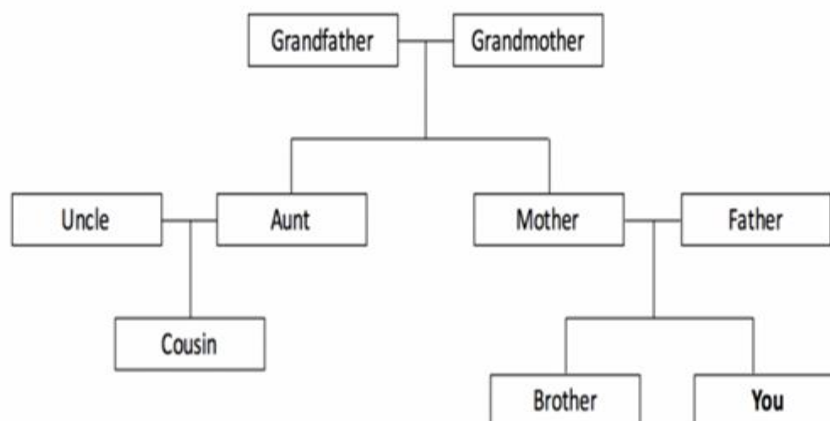 Grandfather
Grandmother
Uncle
Aunt
Mother
Father
Cousin
Brother
You